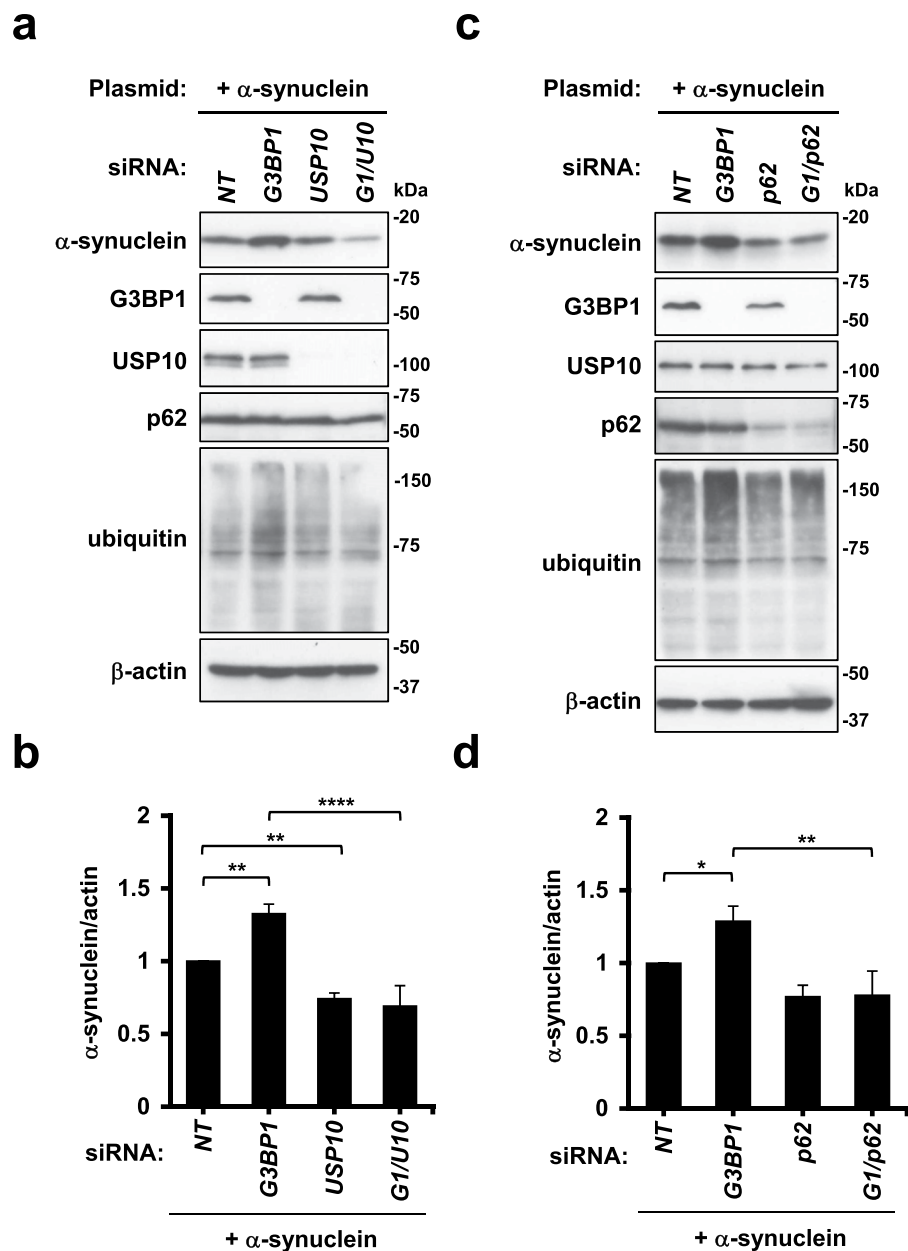 a
Plasmid: + α-synuclein
siRNA: NT G3BP1 USP10 G1/U10
kDa
α-synuclein -20
G3BP1 -75
-50
USP10 -100
p62 -75
-50
ubiquitin -150
-75
β-actin -50
-37
c
Plasmid: + α-synuclein
siRNA: NT G3BP1 p62 G1/p62
kDa
α-synuclein -20
G3BP1 -75
-50
USP10 -100
p62 -75
-50
ubiquitin -150
-75
β-actin -50
-37
b
α-synuclein/actin
2
1.5
1
0.5
0
****
**
**
siRNA: NT G3BP1 USP10 G1/U10
+ α-synuclein
d
α-synuclein/actin
2
1.5
1
0.5
0
**
*
siRNA: NT G3BP1 p62 G1/p62
+ α-synuclein